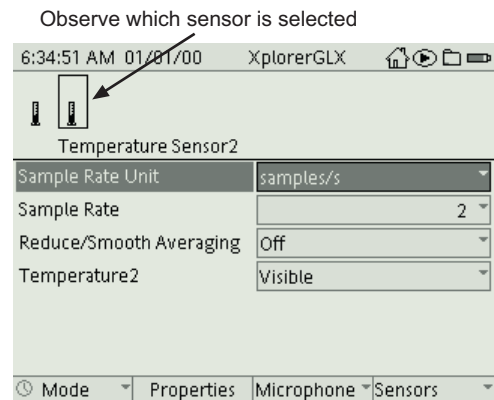 Observe which sensor is selected
6:34:51 AM 01/01/00 XplorerGLX
Temperature Sensor2
Sample Rate Unit samples/s
Sample Rate 2
Reduce/Smooth Averaging Off
Temperature2 Visible
Mode Properties Microphone Sensors